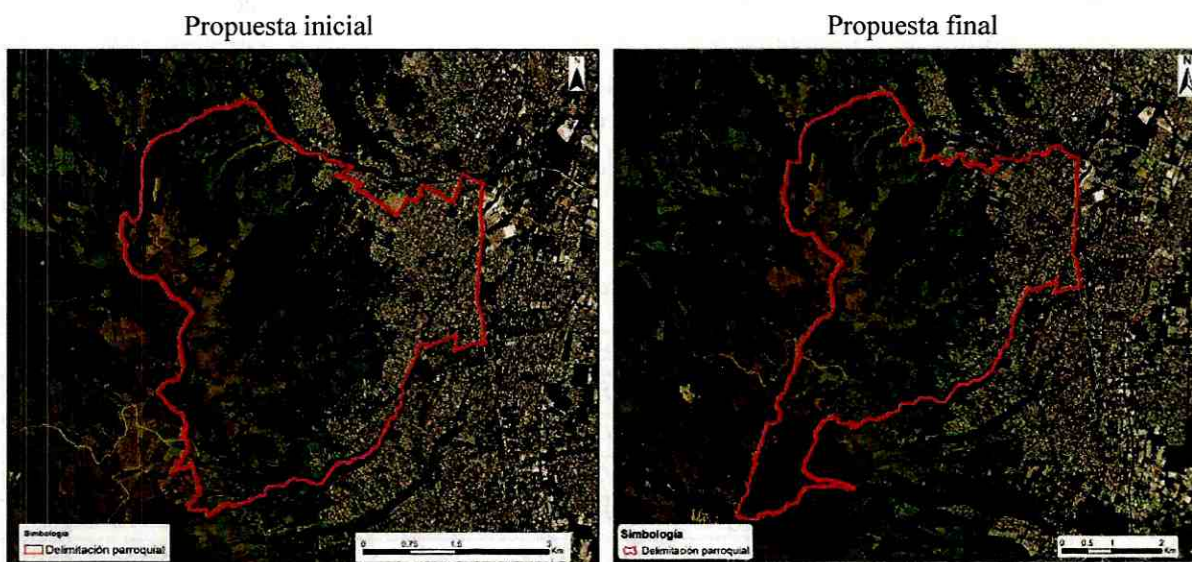 Propuesta inicial
Propuesta final
N
N
Simbología
Delimitación parroquial
0 0.75 1.5 3
Km
Simbología
Delimitación parroquial
0 0.5 1 2
Km